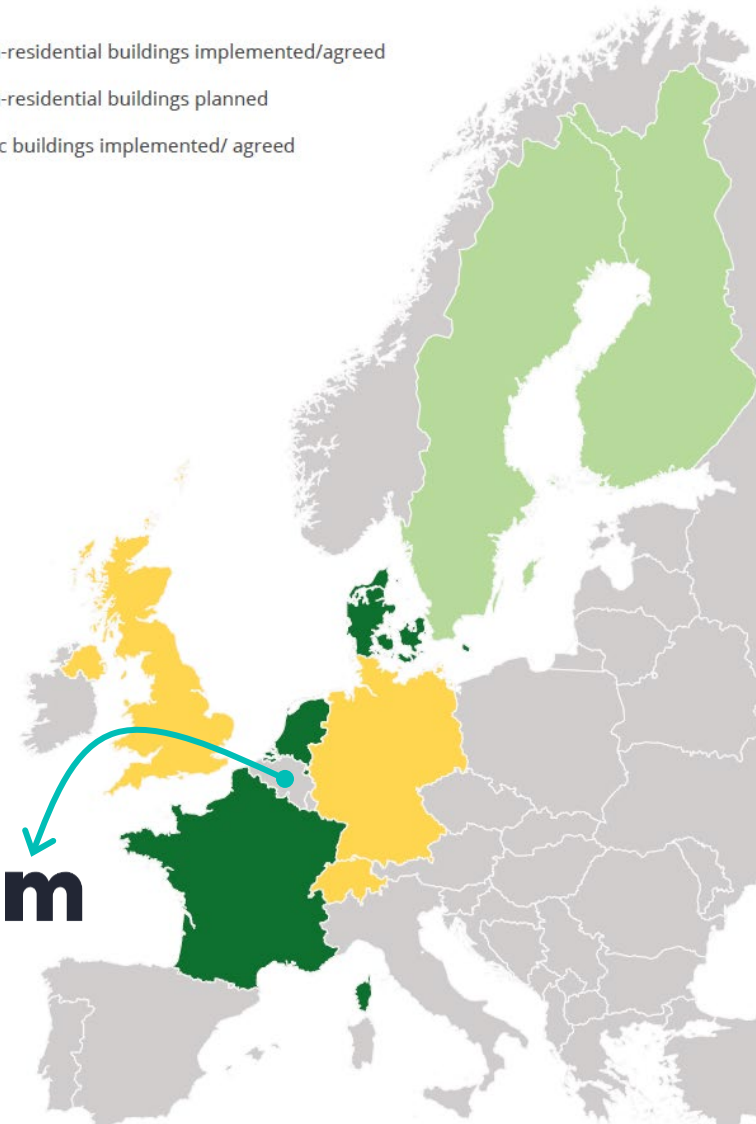 -residential buildings implemented/agreed
-residential buildings planned
c buildings implemented/ agreed
m